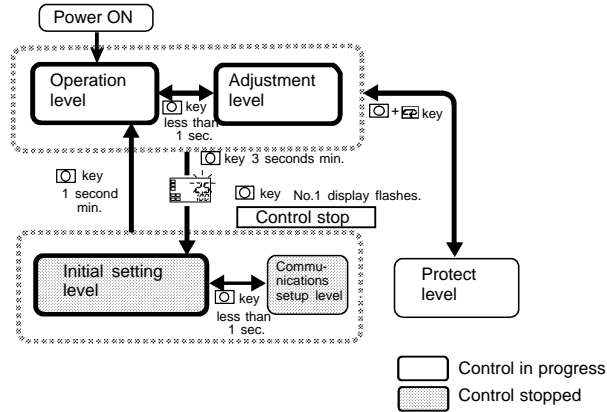 Power ON
Operation
level
Adjustment
level
key
less than
1 sec.
+ key
key 3 seconds min.
key
1 second
min.
25
100
key No.1 display flashes.
Control stop
Initial setting
level
key
less than
1 sec.
Commu-
nications
setup level
Protect
level
Control in progress
Control stopped